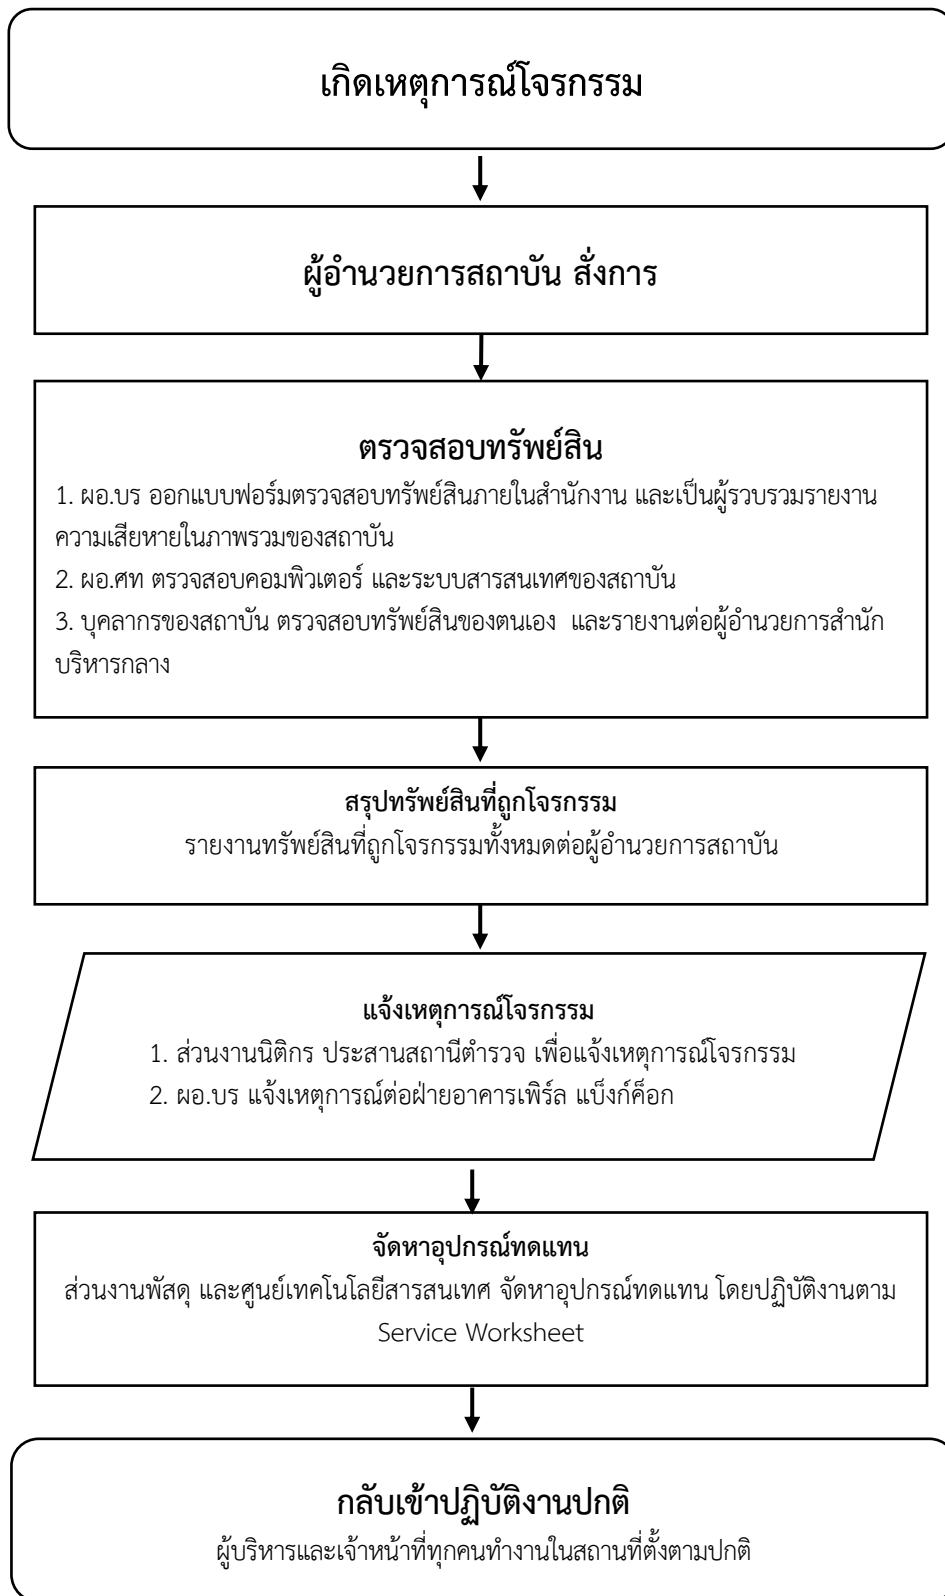 เกิดเหตุการณ์โจรกรรม
ผู้อำนวยการสถาบัน สั่งการ
ตรวจสอบทรัพย์สิน
1. ผอ.บร ออกแบบฟอร์มตรวจสอบทรัพย์สินภายในสำนักงาน และเป็นผู้รวบรวมรายงาน
ความเสียหายในภาพรวมของสถาบัน
2. ผอ.ศท ตรวจสอบคอมพิวเตอร์ และระบบสารสนเทศของสถาบัน
3. บุคลากรของสถาบัน ตรวจสอบทรัพย์สินของตนเอง และรายงานต่อผู้อำนวยการสำนัก
บริหารกลาง
สรุปทรัพย์สินที่ถูกโจรกรรม
รายงานทรัพย์สินที่ถูกโจรกรรมทั้งหมดต่อผู้อำนวยการสถาบัน
แจ้งเหตุการณ์โจรกรรม
1. ส่วนงานนิติกร ประสานสถานีตำรวจ เพื่อแจ้งเหตุการณ์โจรกรรม
2. ผอ.บร แจ้งเหตุการณ์ต่อฝ่ายอาคารเพิร์ล แบ็งก์ค็อก
จัดหาอุปกรณ์ทดแทน
ส่วนงานพัสดุ และศูนย์เทคโนโลยีสารสนเทศ จัดหาอุปกรณ์ทดแทน โดยปฏิบัติงานตาม
Service Worksheet
กลับเข้าปฏิบัติงานปกติ
ผู้บริหารและเจ้าหน้าที่ทุกคนทำงานในสถานที่ตั้งตามปกติ